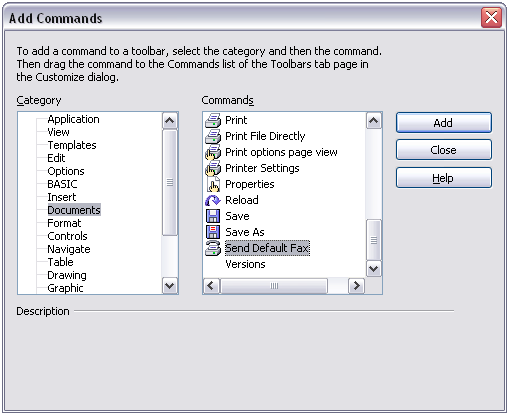 Add Commands
To add a command to a toolbar, select the category and then the command.
Then drag the command to the Commands list of the Toolbars tab page in
the Customize dialog.
Category
Application
View
Templates
Edit
Options
BASIC
Insert
Documents
Format
Controls
Navigate
Table
Drawing
Graphic
Commands
Print
Print File Directly
Print options page view
Printer Settings
Properties
Reload
Save
Save As
Send Default Fax
Versions
Add
Close
Help
Description